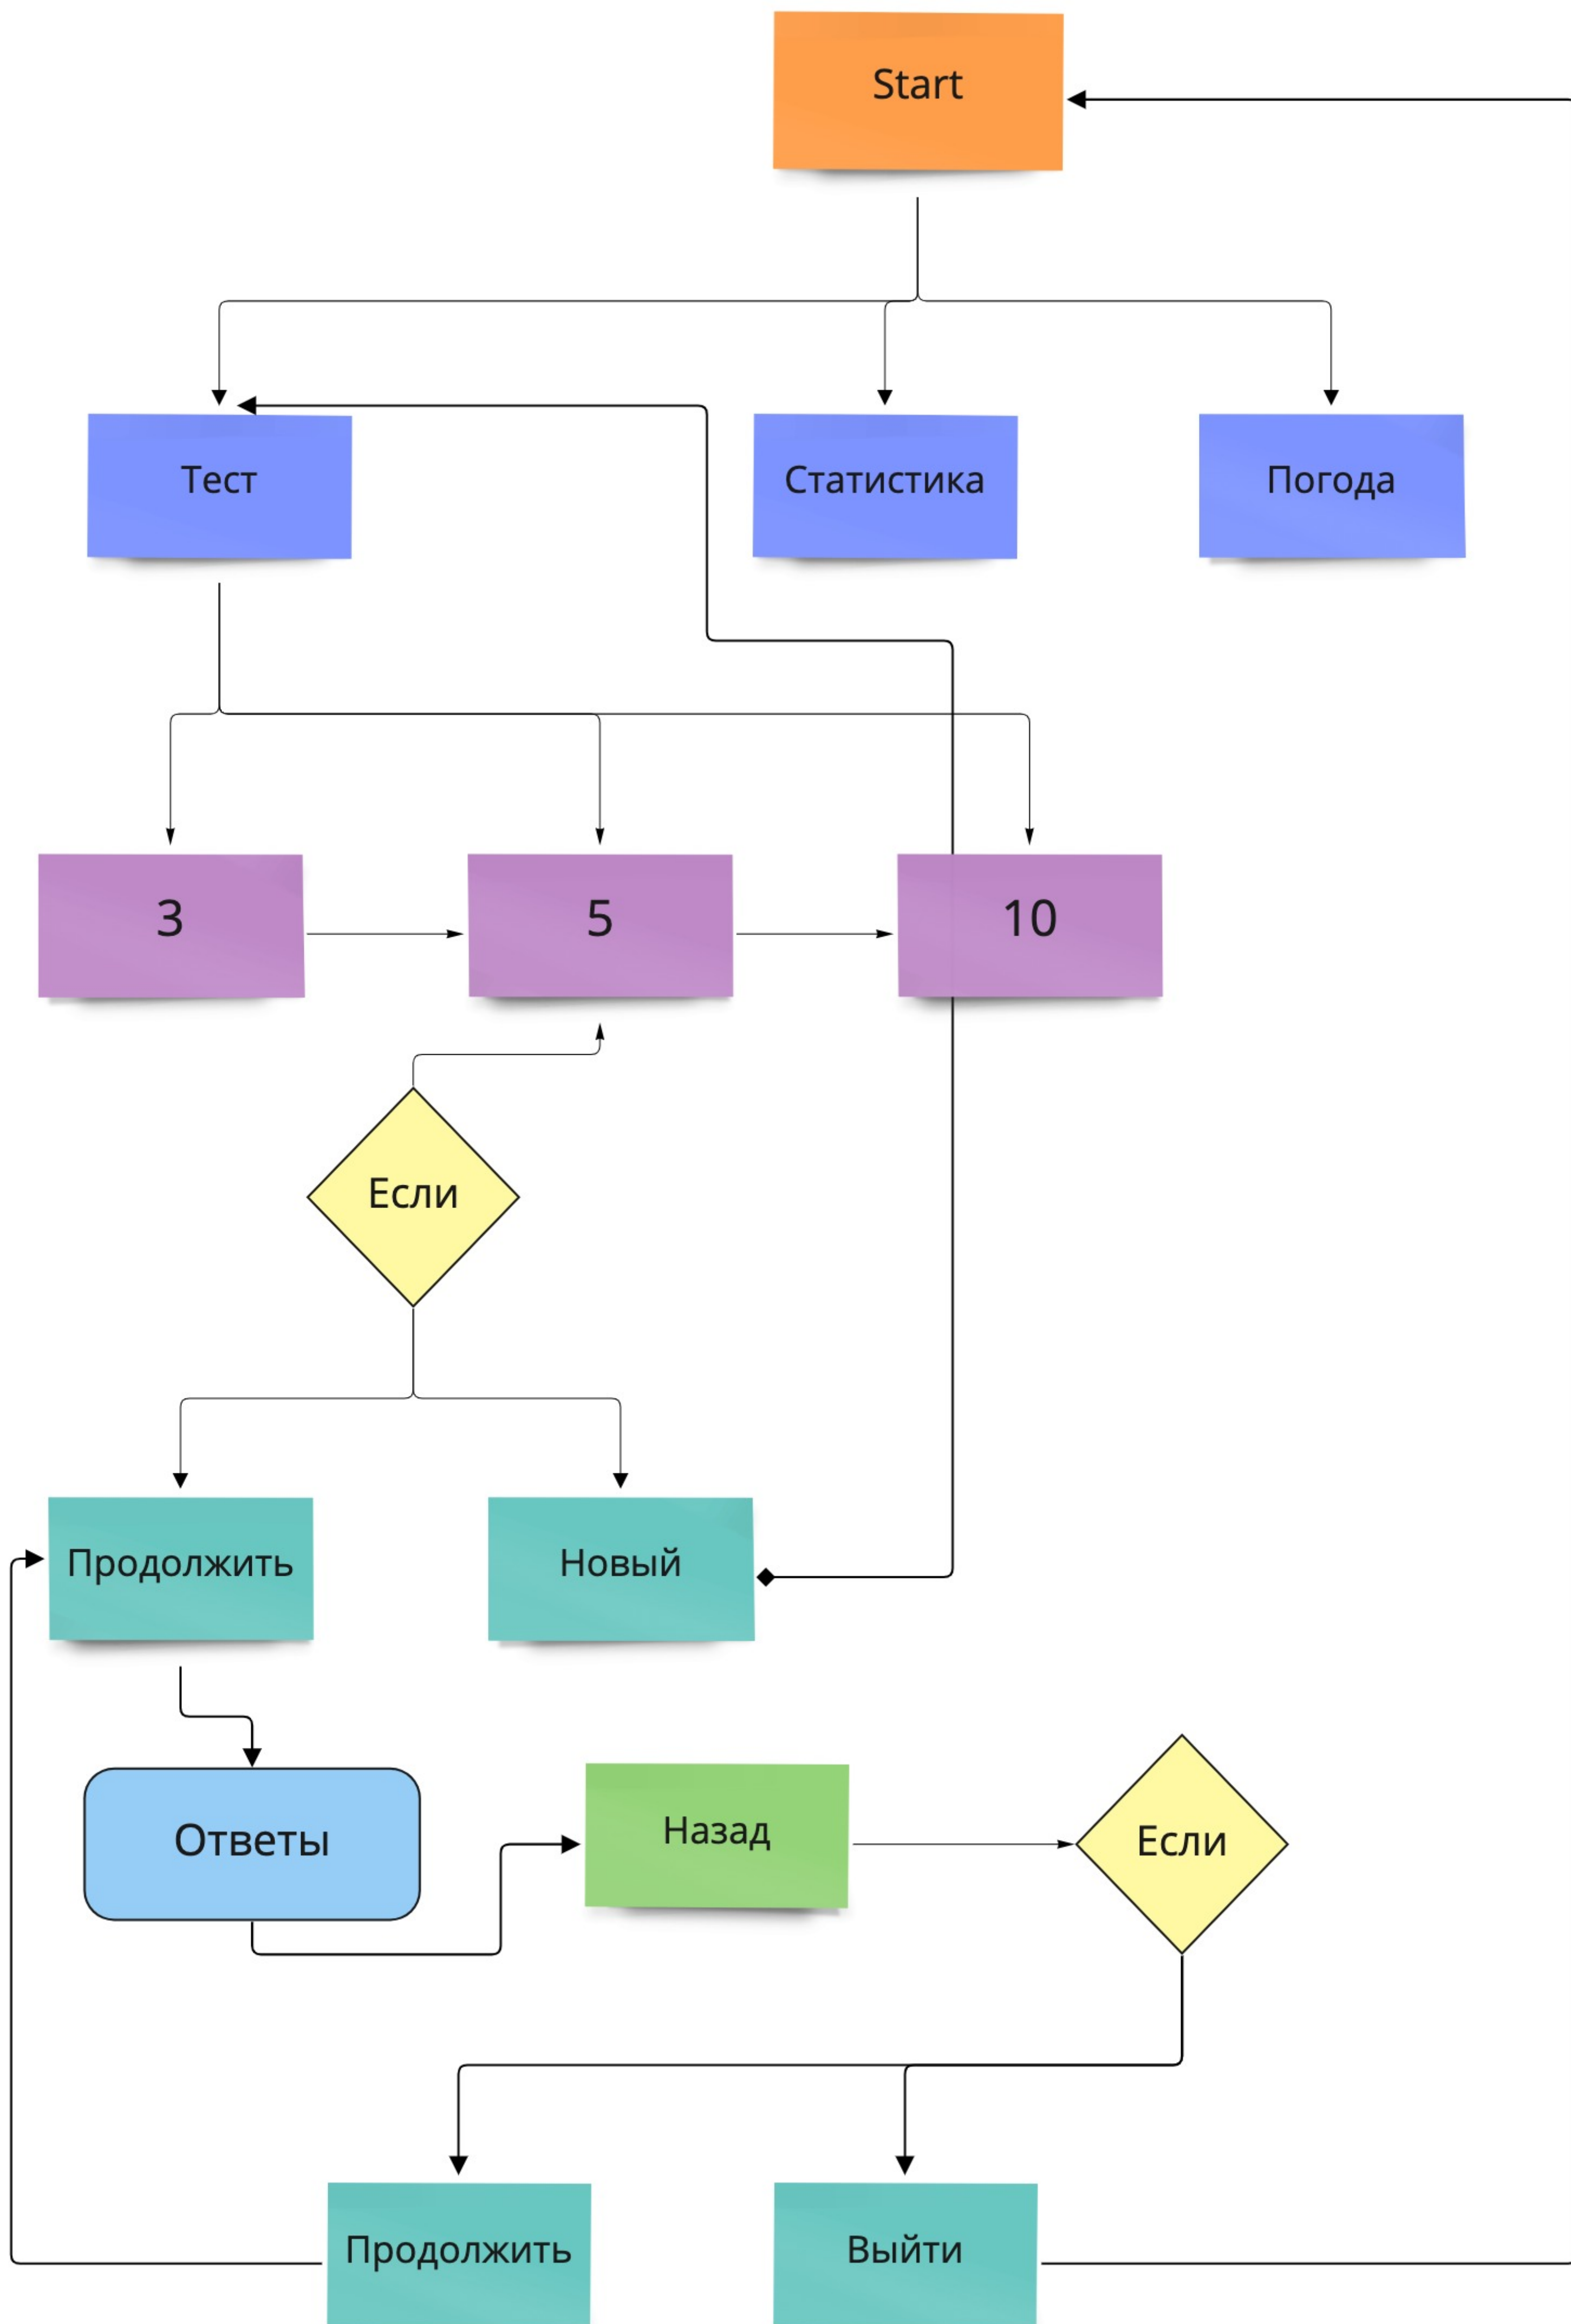 Start
Тест
Статистика
Погода
3
5
10
Если
Продолжить
Новый
Ответы
Назад
Если
Продолжить
Выйти